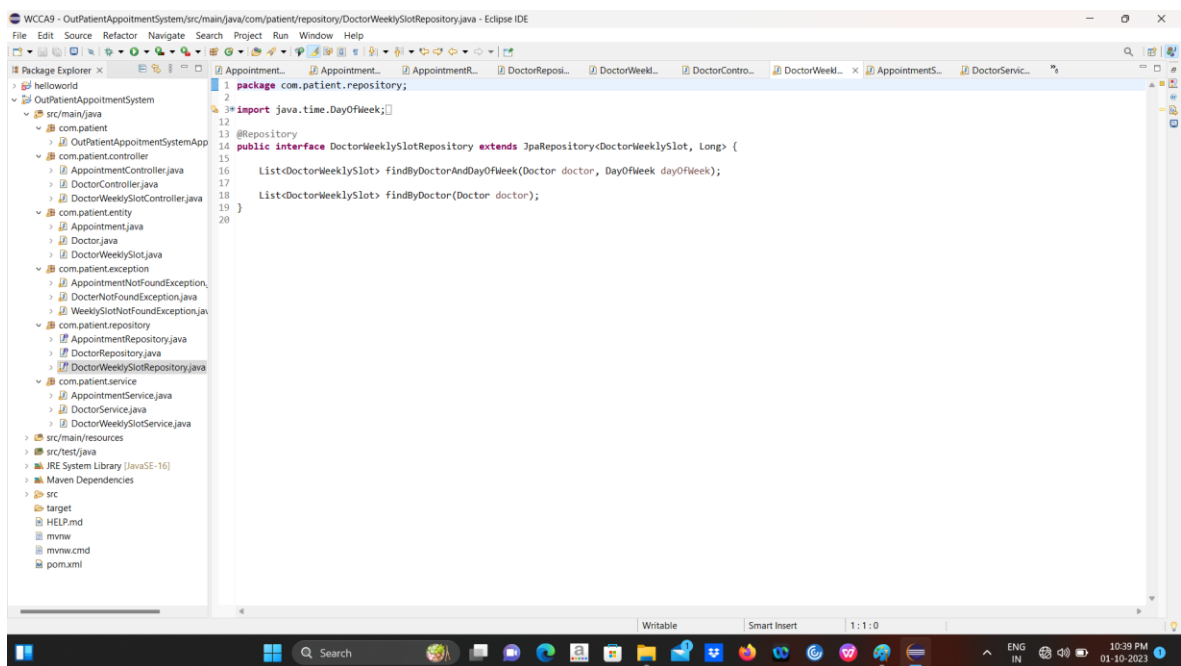 WCCA9 - OutPatientAppoitmentSystem/src/main/java/com/patient/repository/DoctorWeeklySlotRepository.java - Eclipse IDE
File Edit Source Refactor Navigate Search Project Run Window Help
Package Explorer
Appointment... Appointment... AppointmentR... DoctorReposi... DoctorWeekl... DoctorContro... DoctorWeekl... AppointmentS... DoctorServic...
helloworld
OutPatientAppoitmentSystem
src/main/java
com.patient
OutPatientAppoitmentSystemApp
com.patient.controller
AppointmentController.java
DoctorController.java
DoctorWeeklySlotController.java
com.patient.entity
Appointment.java
Doctor.java
DoctorWeeklySlot.java
com.patient.exception
AppointmentNotFoundException.
DocterNotFoundException.java
WeeklySlotNotFoundException.jav
com.patient.repository
AppointmentRepository.java
DoctorRepository.java
DoctorWeeklySlotRepository.java
com.patient.service
AppointmentService.java
DoctorService.java
DoctorWeeklySlotService.java
src/main/resources
src/test/java
JRE System Library [JavaSE-16]
Maven Dependencies
src
target
HELP.md
mvnw
mvnw.cmd
pom.xml
1 package com.patient.repository;
2
3 import java.time.DayOfWeek;
12
13 @Repository
14 public interface DoctorWeeklySlotRepository extends JpaRepository<DoctorWeeklySlot, Long> {
15
16 List<DoctorWeeklySlot> findByDoctorAndDayOfWeek(Doctor doctor, DayOfWeek dayOfWeek);
17
18 List<DoctorWeeklySlot> findByDoctor(Doctor doctor);
19 }
20
Writable Smart Insert 1 : 1 : 0
Search
ENG
IN
10:39 PM
01-10-2023
1